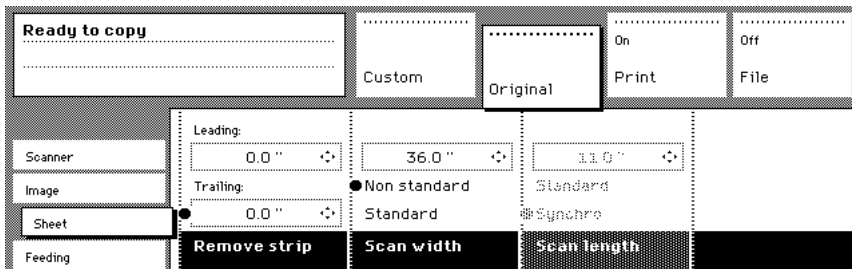 Ready to copy
Custom
Original
On
Print
Off
File
Scanner
Image
Sheet
Feeding
Leading:
0.0 "
Trailing:
0.0 "
Remove strip
36.0 "
Non standard
Standard
Scan width
11.0 "
Standard
Synchro
Scan length